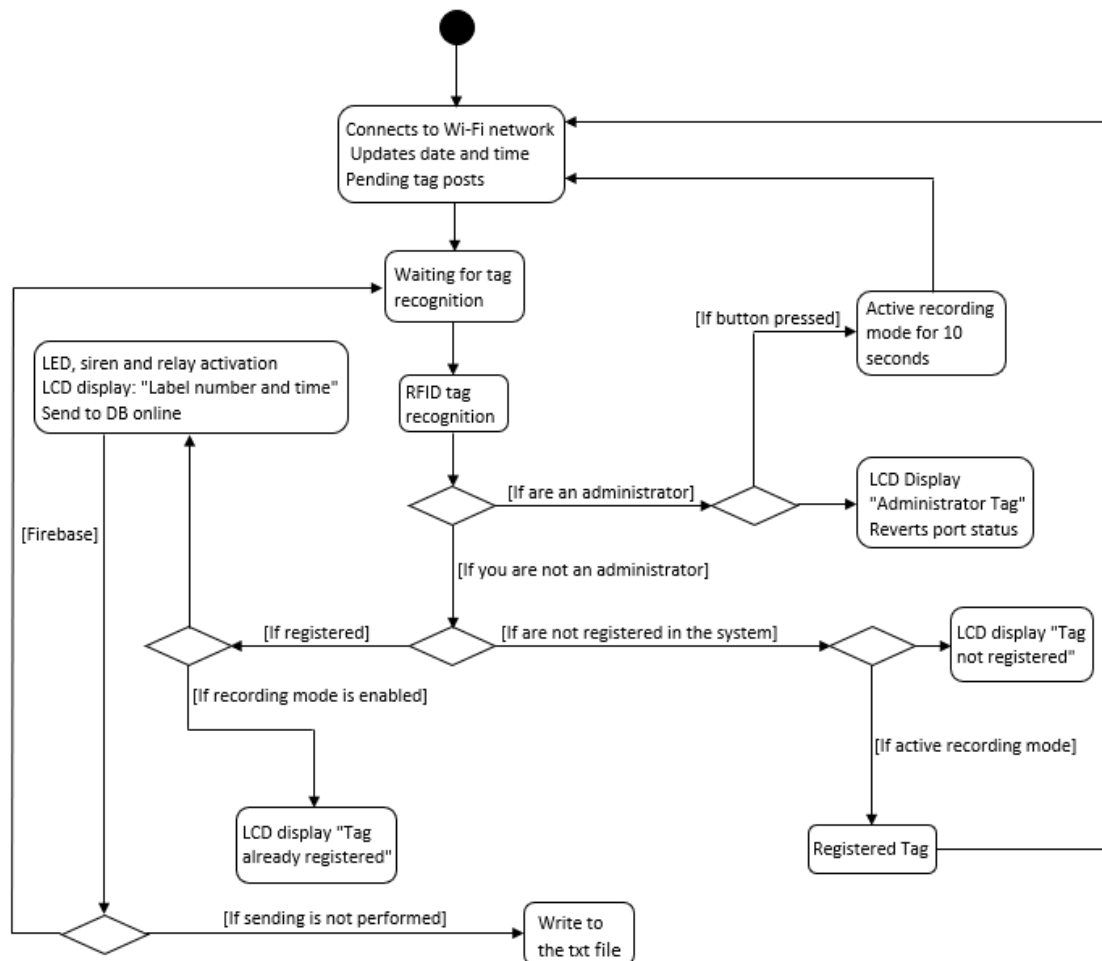 Connects to Wi-Fi network
Updates date and time
Pending tag posts
Waiting for tag
recognition
[If button pressed]
Active recording
mode for 10
seconds
LED, siren and relay activation
LCD display: "Label number and time"
Send to DB online
RFID tag
recognition
[If are an administrator]
LCD Display
"Administrator Tag"
Reverts port status
[Firebase]
[If you are not an administrator]
[If registered]
[If are not registered in the system]
LCD display "Tag
not registered"
[If recording mode is enabled]
[If active recording mode]
LCD display "Tag
already registered"
Registered Tag
[If sending is not performed]
Write to
the txt file